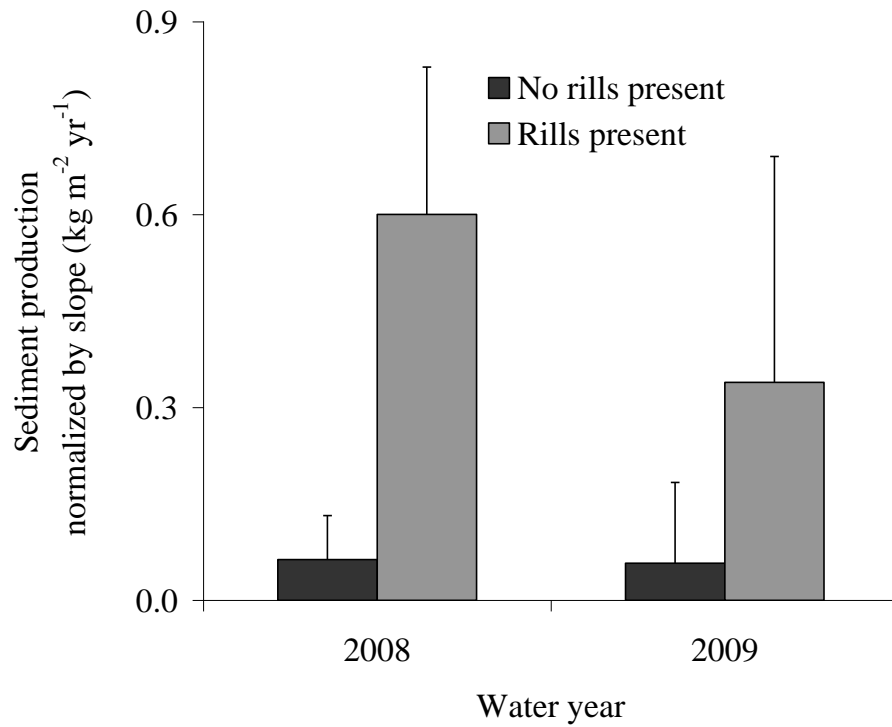 Sediment production
normalized by slope (kg m⁻² yr⁻¹)
0.9
0.6
0.3
0.0
No rills present
Rills present
2008
2009
Water year